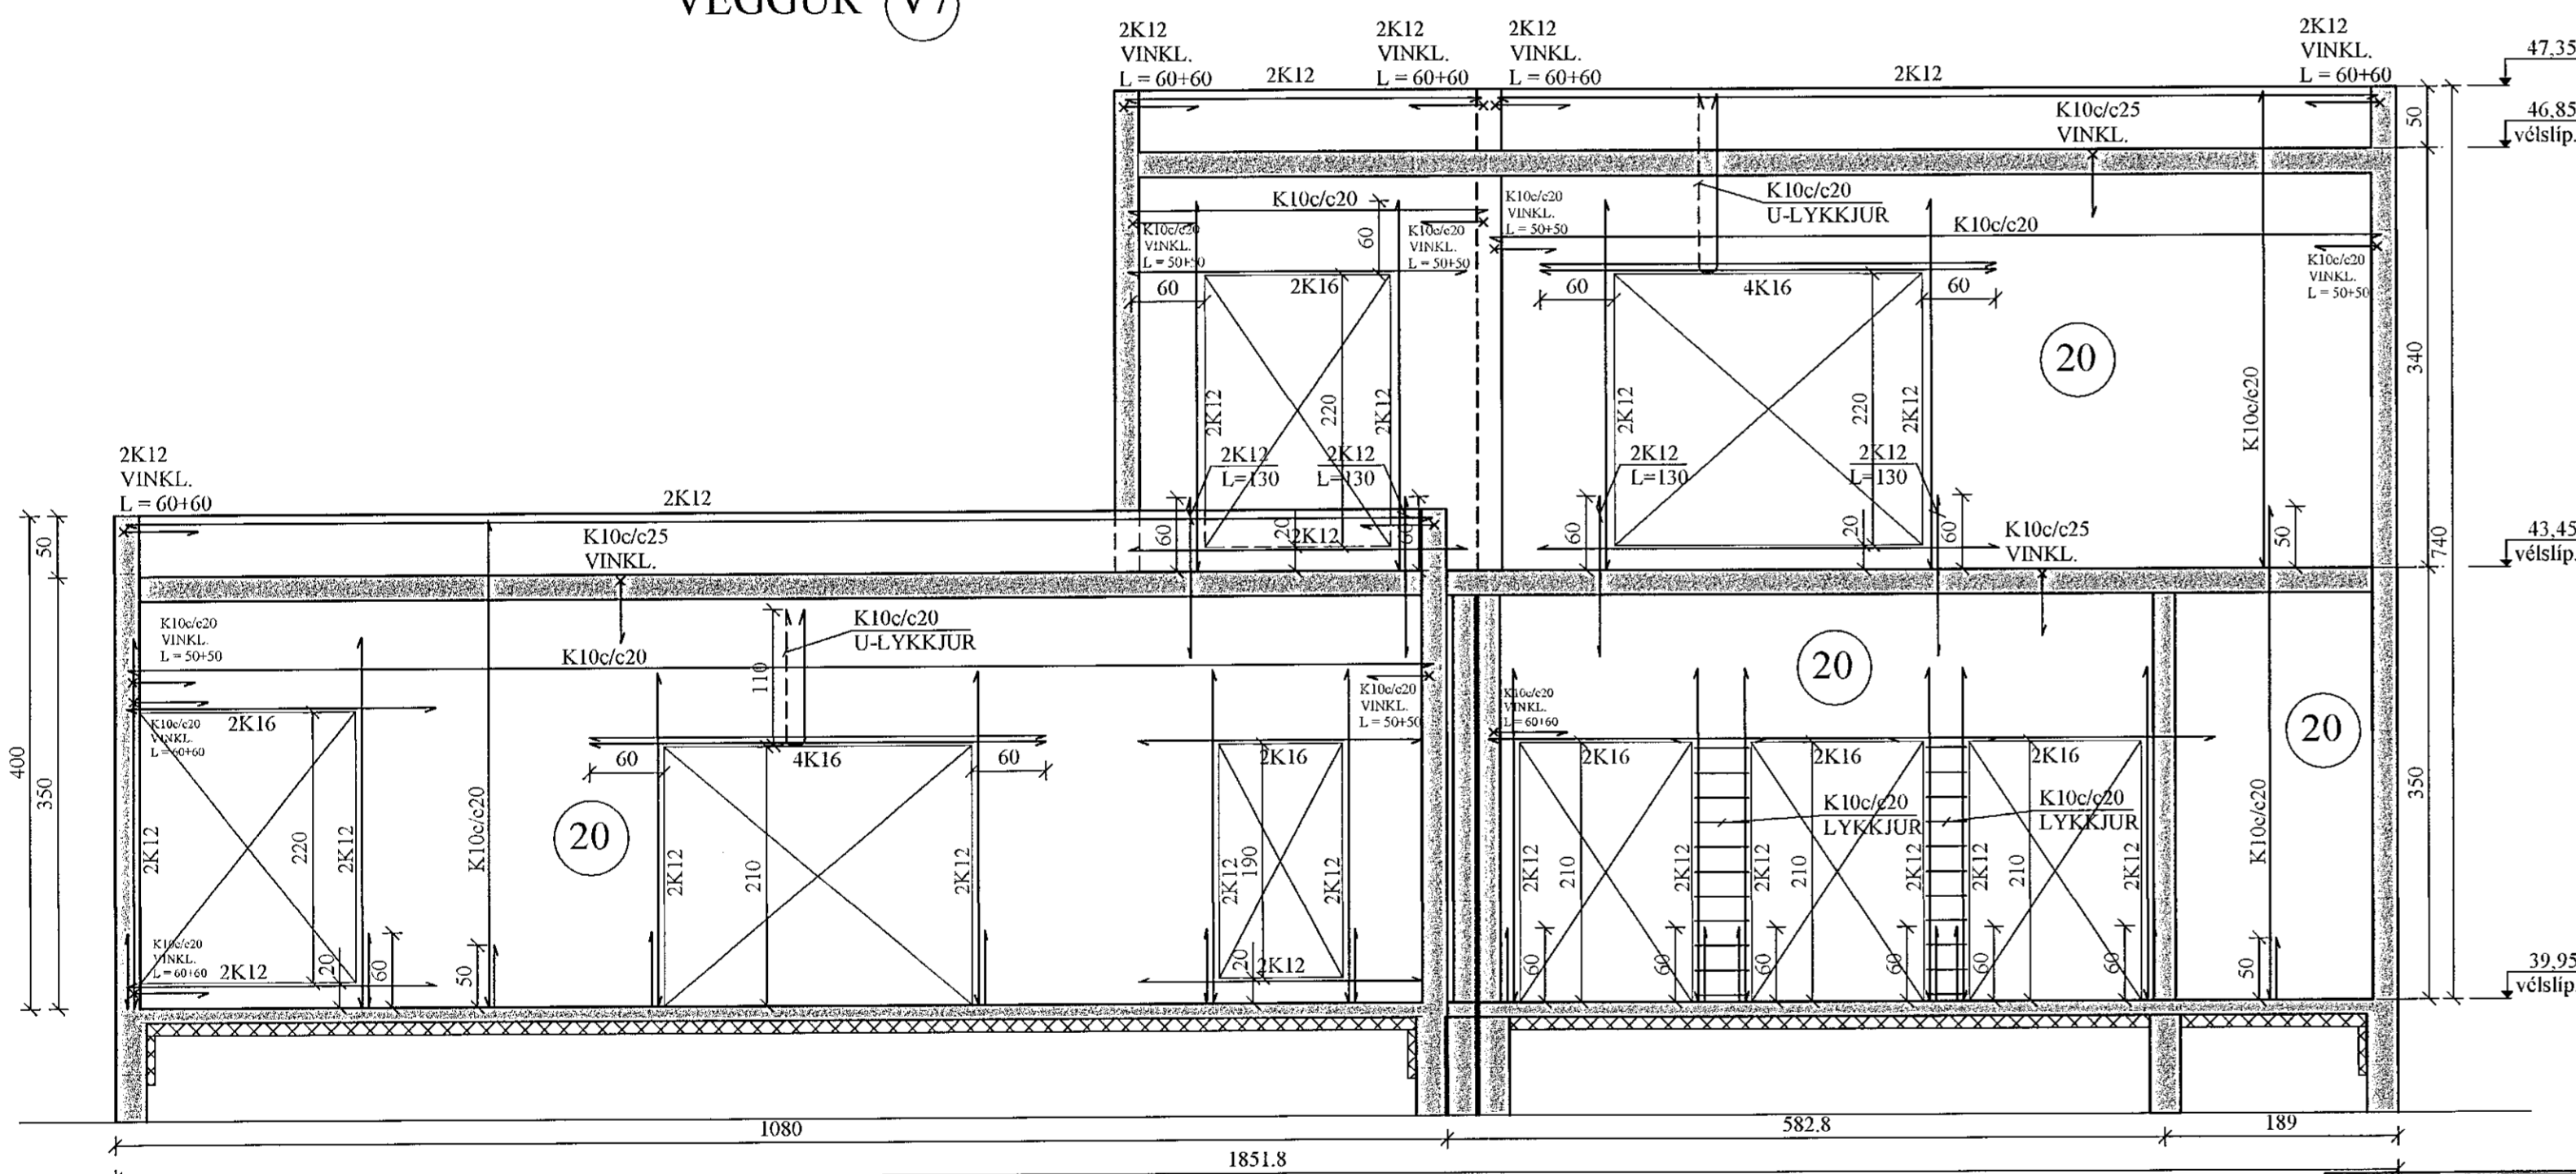 VEGGUR V7
2K12
VINKL.
L = 60+60
2K12
2K12
VINKL.
L = 60+60
2K12
VINKL.
L = 60+60
2K12
2K12
VINKL.
L = 60+60
47,35
46,85
vélslíp.
50
K10c/c25
VINKL.
K10c/c20
K10c/c20
VINKL.
L = 50+50
60
K10c/c20
VINKL.
L = 50+50
K10c/c20
VINKL.
L = 50+50
K10c/c20
U-LYKKJUR
K10c/c20
K10c/c20
VINKL.
L = 50+50
60
2K16
60
4K16
60
20
340
2K12
220
2K12
2K12
220
2K12
K10c/c20
2K12
L=130
2K12
L=130
2K12
L=130
2K12
L=130
60
20
2K12
60
60
20
60
50
K10c/c25
VINKL.
740
43,45
vélslíp.
2K12
VINKL.
L = 60+60
2K12
50
K10c/c25
VINKL.
K10c/c20
VINKL.
L = 50+50
K10c/c20
110
K10c/c20
U-LYKKJUR
K10c/c20
VINKL.
L = 50+50
K10c/c20
VINKL.
L = 60+60
20
20
2K16
K10c/c20
VINKL.
L = 60+60
60
4K16
60
2K16
2K16
2K16
2K16
400
350
2K12
220
2K12
K10c/c20
20
2K12
210
2K12
2K12
190
2K12
2K12
210
2K12
2K12
210
2K12
2K12
210
2K12
K10c/c20
LYKKJUR
K10c/c20
LYKKJUR
K10c/c20
350
K10c/c20
VINKL.
L = 60+60
2K12
20
60
50
20
2K12
60
60
60
60
60
60
50
39,95
vélslíp.
1080
582.8
189
1851.8